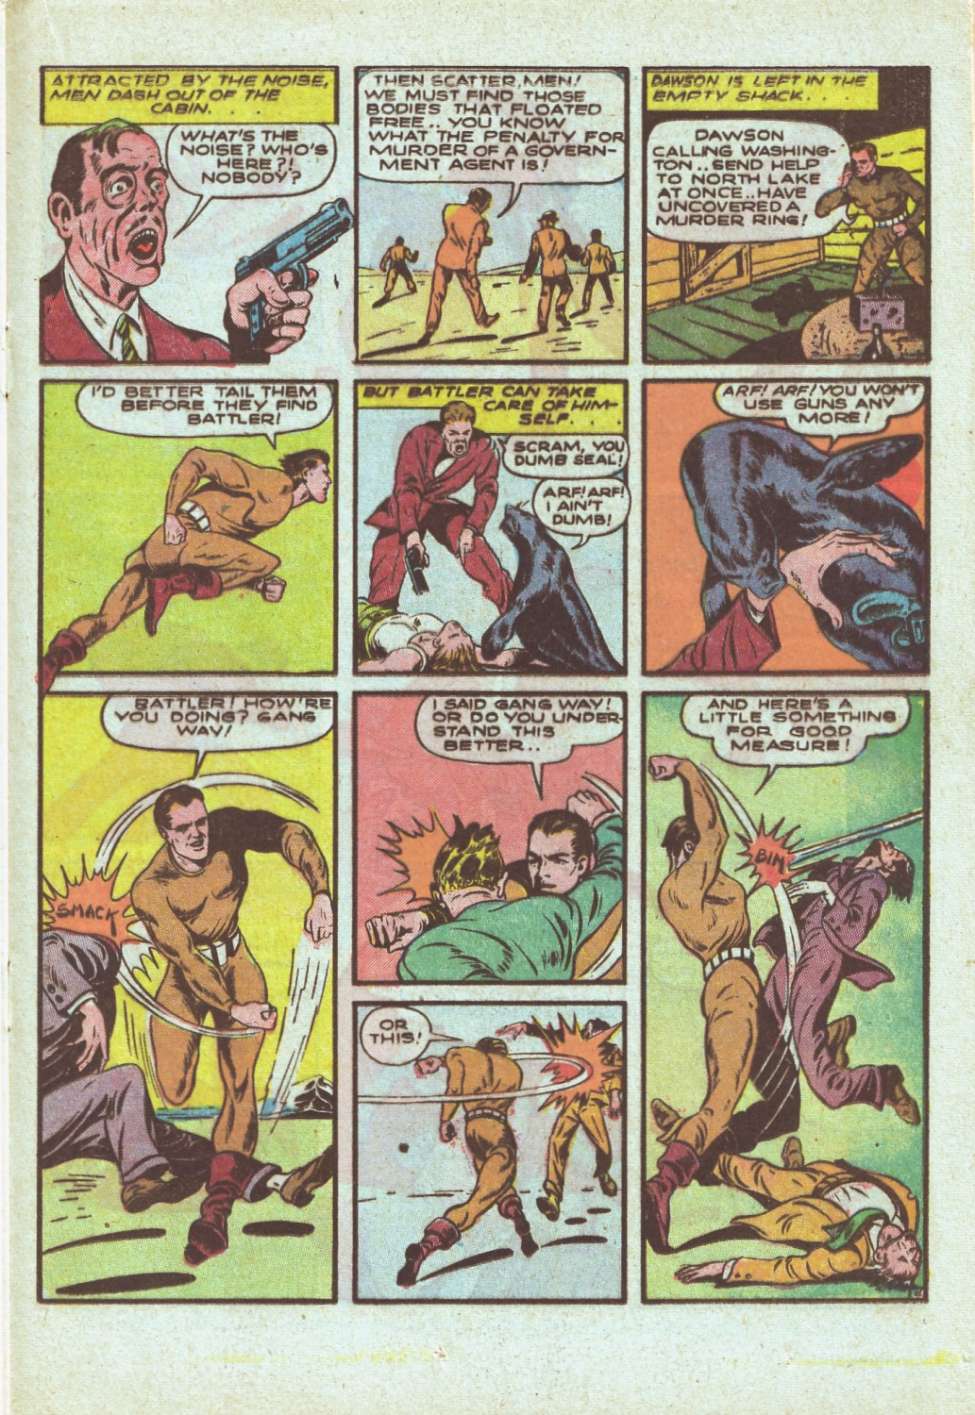 ATTRACTED BY THE NOISE,
MEN DASH OUT OF THE
CABIN. . . .
WHAT'S THE
NOISE? WHO'S
HERE?!
NOBODY?
THEN SCATTER, MEN!
WE MUST FIND THOSE
BODIES THAT FLOATED
FREE.. YOU KNOW
WHAT THE PENALTY FOR
MURDER OF A GOVERN-
MENT AGENT IS!
DAWSON IS LEFT IN THE
EMPTY SHACK. . . .
DAWSON
CALLING WASHING-
TON.. SEND HELP
TO NORTH LAKE
AT ONCE.. HAVE
UNCOVERED A
MURDER RING!
I'D BETTER TAIL THEM
BEFORE THEY FIND
BATTLER!
BUT BATTLER CAN TAKE
CARE OF HIM-
SELF. . . .
SCRAM, YOU
DUMB SEAL!
ARF! ARF!
I AIN'T
DUMB!
ARF! ARF! YOU WON'T
USE GUNS ANY
MORE!
BATTLER! HOW'RE
YOU DOING? GANG
WAY!
SMACK
I SAID GANG WAY!
OR DO YOU UNDER-
STAND THIS
BETTER..
OR
THIS!
AND HERE'S A
LITTLE SOMETHING
FOR GOOD
MEASURE!
BIM